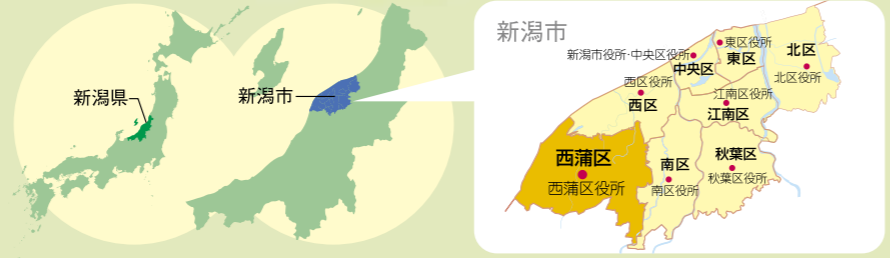 新潟県
新潟市
新潟市
新潟市役所・中央区役所
中央区
東区役所
東区
北区
北区役所
西区役所
西区
江南区役所
江南区
西蒲区
西蒲区役所
南区
南区役所
秋葉区
秋葉区役所